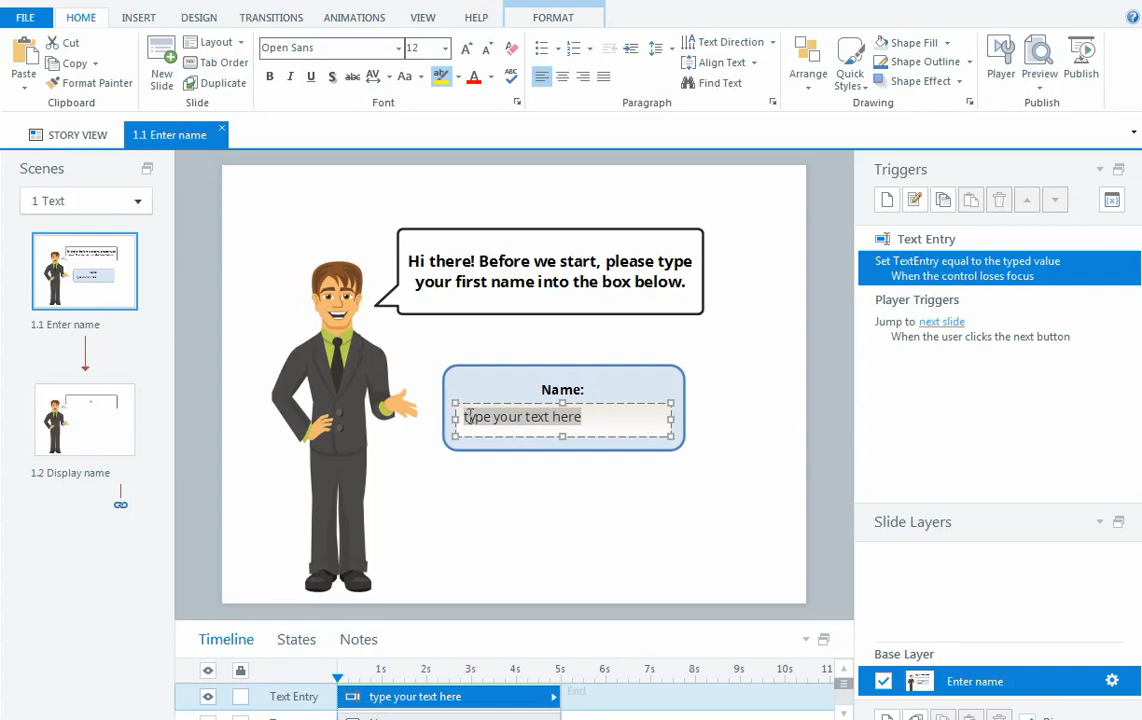 FILE HOME INSERT DESIGN TRANSITIONS ANIMATIONS VIEW HELP FORMAT
Paste
Cut
Copy
Format Painter
Clipboard
New
Slide
Layout
Tab Order
Duplicate
Slide
Open Sans 12
B I U S abc AV Aa ab A ABC
Font
Text Direction
Align Text
Find Text
Paragraph
Arrange
Quick
Styles
Shape Fill
Shape Outline
Shape Effect
Drawing
Player Preview Publish
Publish
STORY VIEW 1.1 Enter name
Scenes
1 Text
1.1 Enter name
1.2 Display name
Hi there! Before we start, please type
your first name into the box below.
Name:
type your text here
Triggers
Text Entry
Set TextEntry equal to the typed value
When the control loses focus
Player Triggers
Jump to next slide
When the user clicks the next button
Slide Layers
Base Layer
Enter name
Timeline States Notes
1s 2s 3s 4s 5s 6s 7s 8s 9s 10s 11
Text Entry type your text here End